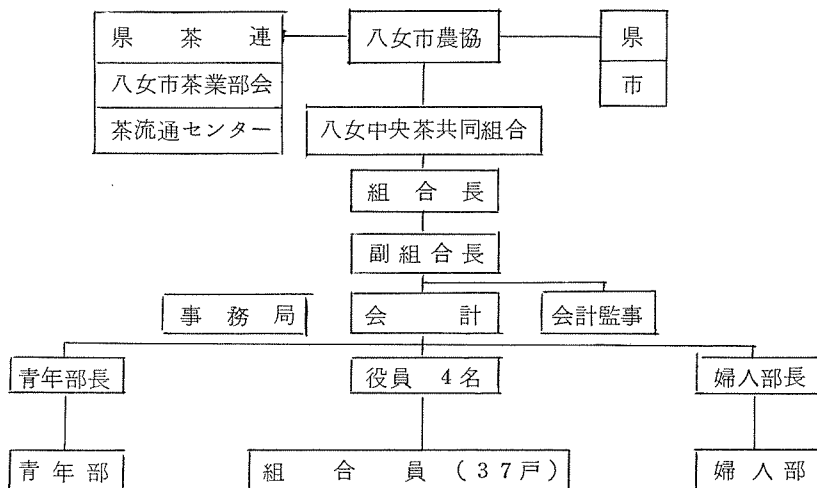 県茶連
八女市農協
県
八女市茶業部会
市
茶流通センター
八女中央茶共同組合
組合長
副組合長
事務局
会計
会計監事
青年部長
役員 4名
婦人部長
青年部
組合員(37戸)
婦人部